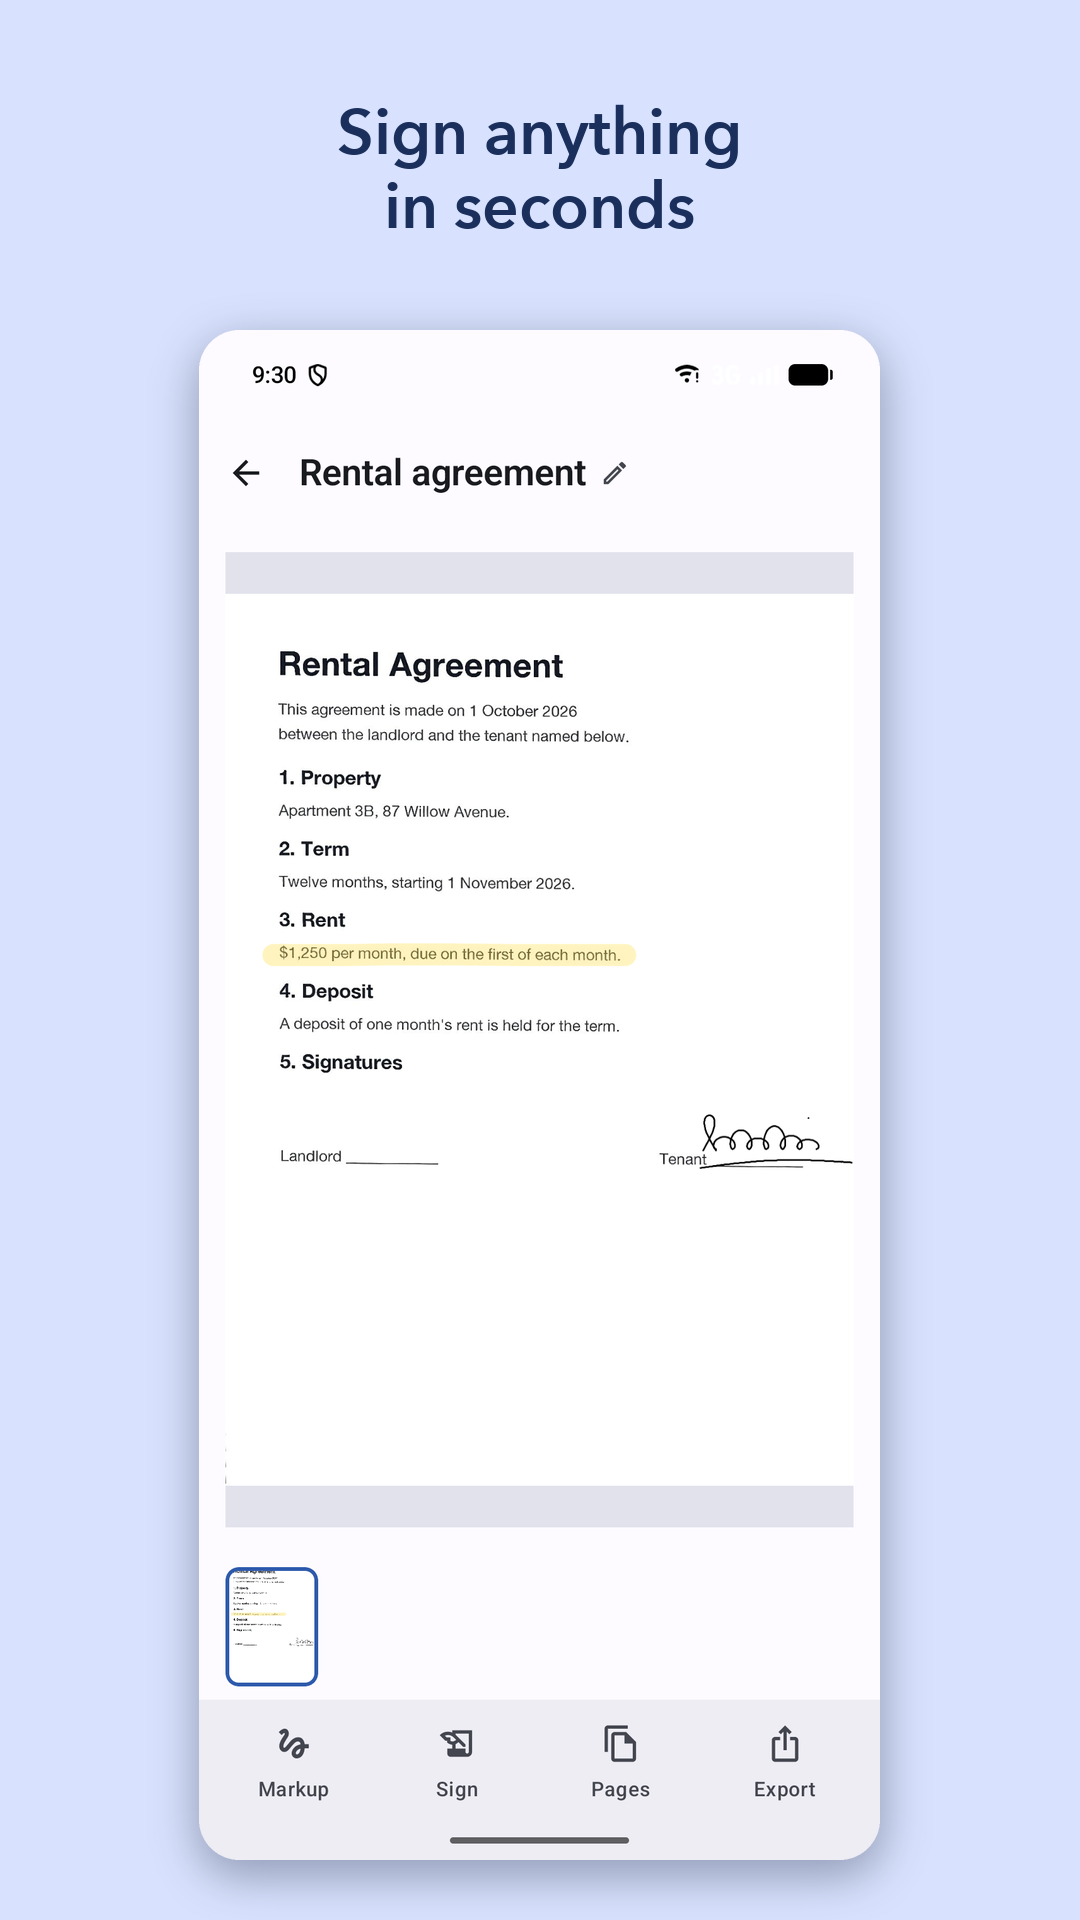 Sign anything
in seconds
9:30
Rental agreement
Rental Agreement
This agreement is made on 1 October 2026
between the landlord and the tenant named below.
1. Property
Apartment 3B, 87 Willow Avenue.
2. Term
Twelve months, starting 1 November 2026.
3. Rent
$1,250 per month, due on the first of each month.
4. Deposit
A deposit of one month's rent is held for the term.
5. Signatures
Landlord
Tenant
Markup
Sign
Pages
Export